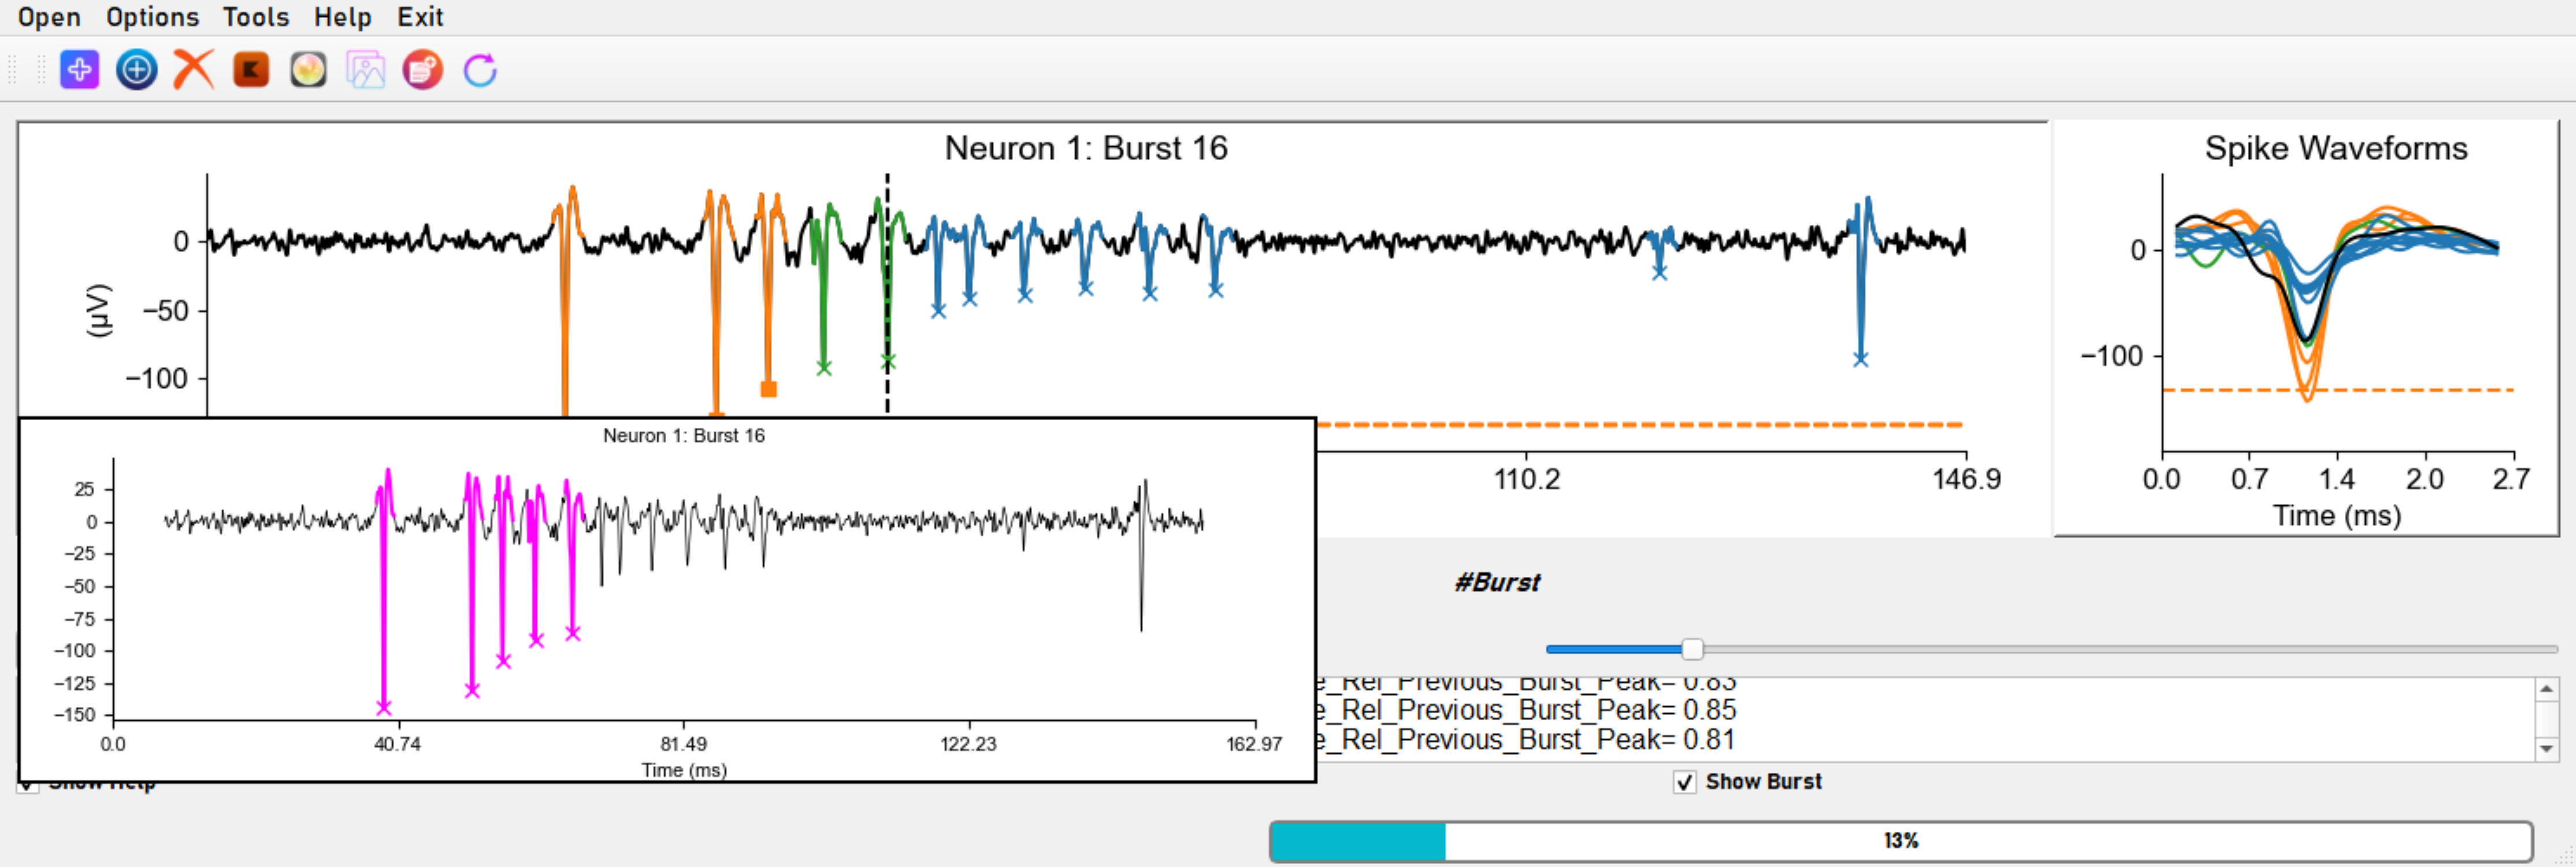 Open Options Tools Help Exit
Neuron 1: Burst 16
0
−50
−100
(µV)
110.2 146.9
Spike Waveforms
0
−100
0.0 0.7 1.4 2.0 2.7
Time (ms)
Neuron 1: Burst 16
25
0
−25
−50
−75
−100
−125
−150
0.0 40.74 81.49 122.23 162.97
Time (ms)
#Burst
e_Rel_Previous_Burst_Peak= 0.83
e_Rel_Previous_Burst_Peak= 0.85
e_Rel_Previous_Burst_Peak= 0.81
Show Help
Show Burst
13%